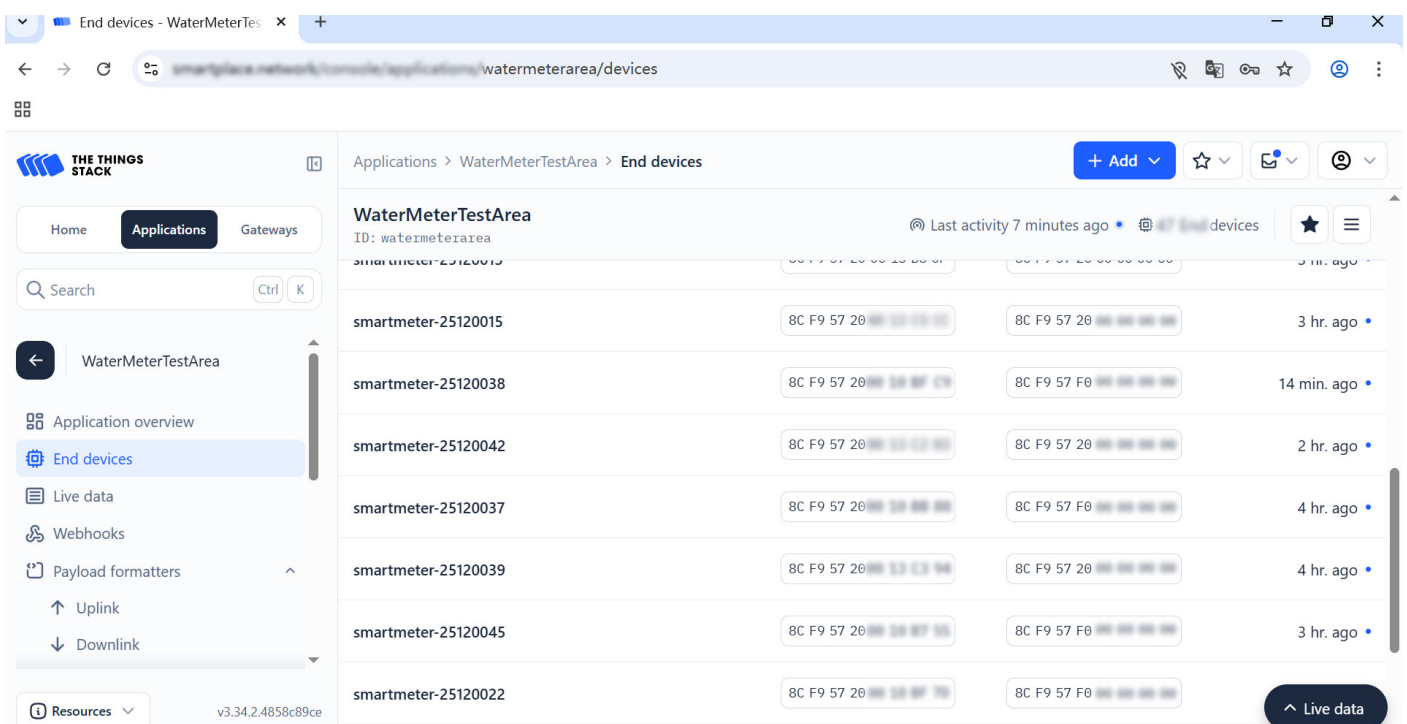 End devices - WaterMeterTes
watermeterarea/devices
THE THINGS STACK
Applications > WaterMeterTestArea > End devices
+ Add
Home Applications Gateways
WaterMeterTestArea
ID: watermeterarea
Last activity 7 minutes ago
devices
Search Ctrl K
smartmeter-25120015 8C F9 57 20 8C F9 57 20 3 hr. ago
WaterMeterTestArea
smartmeter-25120038 8C F9 57 20 8C F9 57 F0 14 min. ago
Application overview
smartmeter-25120042 8C F9 57 20 8C F9 57 20 2 hr. ago
End devices
Live data
smartmeter-25120037 8C F9 57 20 8C F9 57 F0 4 hr. ago
Webhooks
Payload formatters
smartmeter-25120039 8C F9 57 20 8C F9 57 20 4 hr. ago
Uplink
smartmeter-25120045 8C F9 57 20 8C F9 57 F0 3 hr. ago
Downlink
smartmeter-25120022 8C F9 57 20 8C F9 57 F0
Resources v3.34.2.4858c89ce
Live data